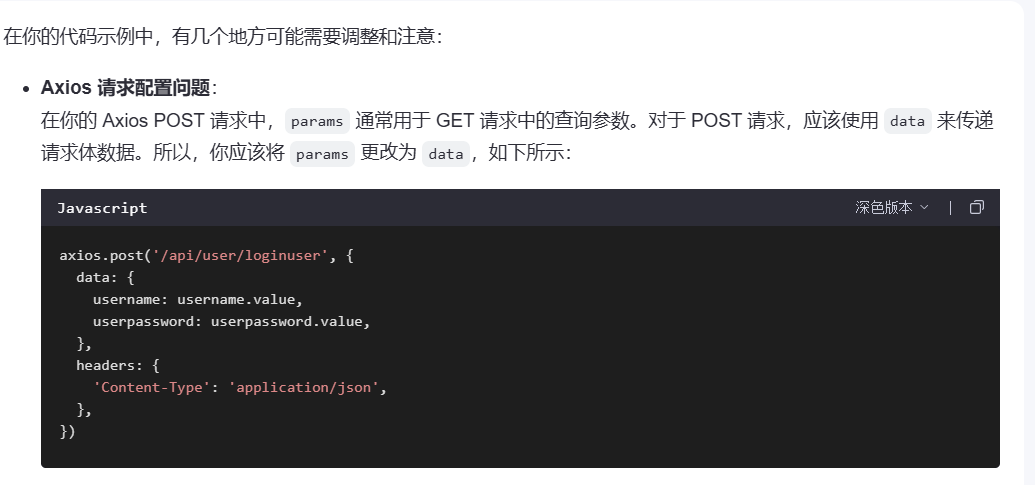 在你的代码示例中，有几个地方可能需要调整和注意：
• Axios 请求配置问题：
在你的 Axios POST 请求中， params 通常用于 GET 请求中的查询参数。对于 POST 请求，应该使用 data 来传递
请求体数据。所以，你应该将 params 更改为 data ，如下所示：
Javascript 深色版本 |
axios.post('/api/user/loginuser', {
  data: {
    username: username.value,
    userpassword: userpassword.value,
  },
  headers: {
    'Content-Type': 'application/json',
  },
})